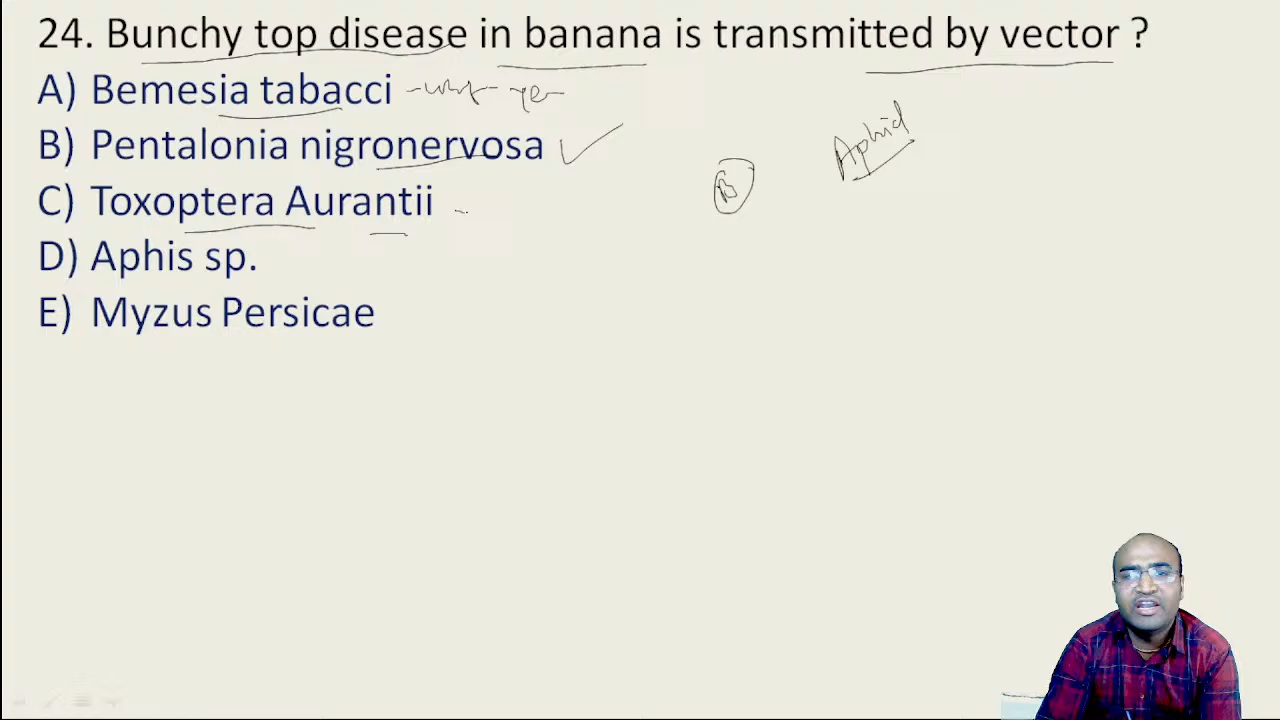 24. Bunchy top disease in banana is transmitted by vector ?
A) Bemesia tabacci
B) Pentalonia nigronervosa
C) Toxoptera Aurantii
D) Aphis sp.
E) Myzus Persicae
Aphid
B